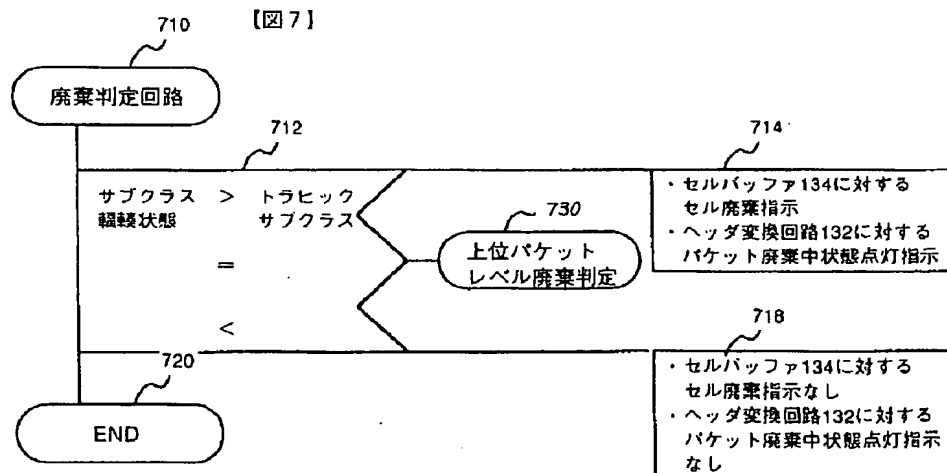 【図7】
710
廃棄判定回路
712
714
サブクラス > トラヒック
輻輳状態 サブクラス
=
<
730
上位パケット
レベル廃棄判定
・セルバッファ134に対する
セル廃棄指示
・ヘッダ変換回路132に対する
パケット廃棄中状態点灯指示
718
720
END
・セルバッファ134に対する
セル廃棄指示なし
・ヘッダ変換回路132に対する
パケット廃棄中状態点灯指示
なし